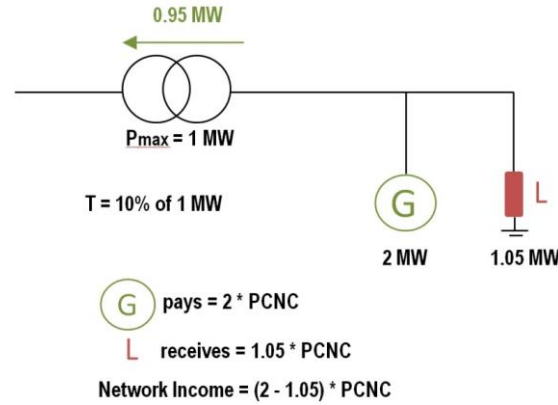 0.95 MW
Pmax = 1 MW
T = 10% of 1 MW
G
L
2 MW
1.05 MW
G pays = 2 * PCNC
L receives = 1.05 * PCNC
Network Income = (2 - 1.05) * PCNC